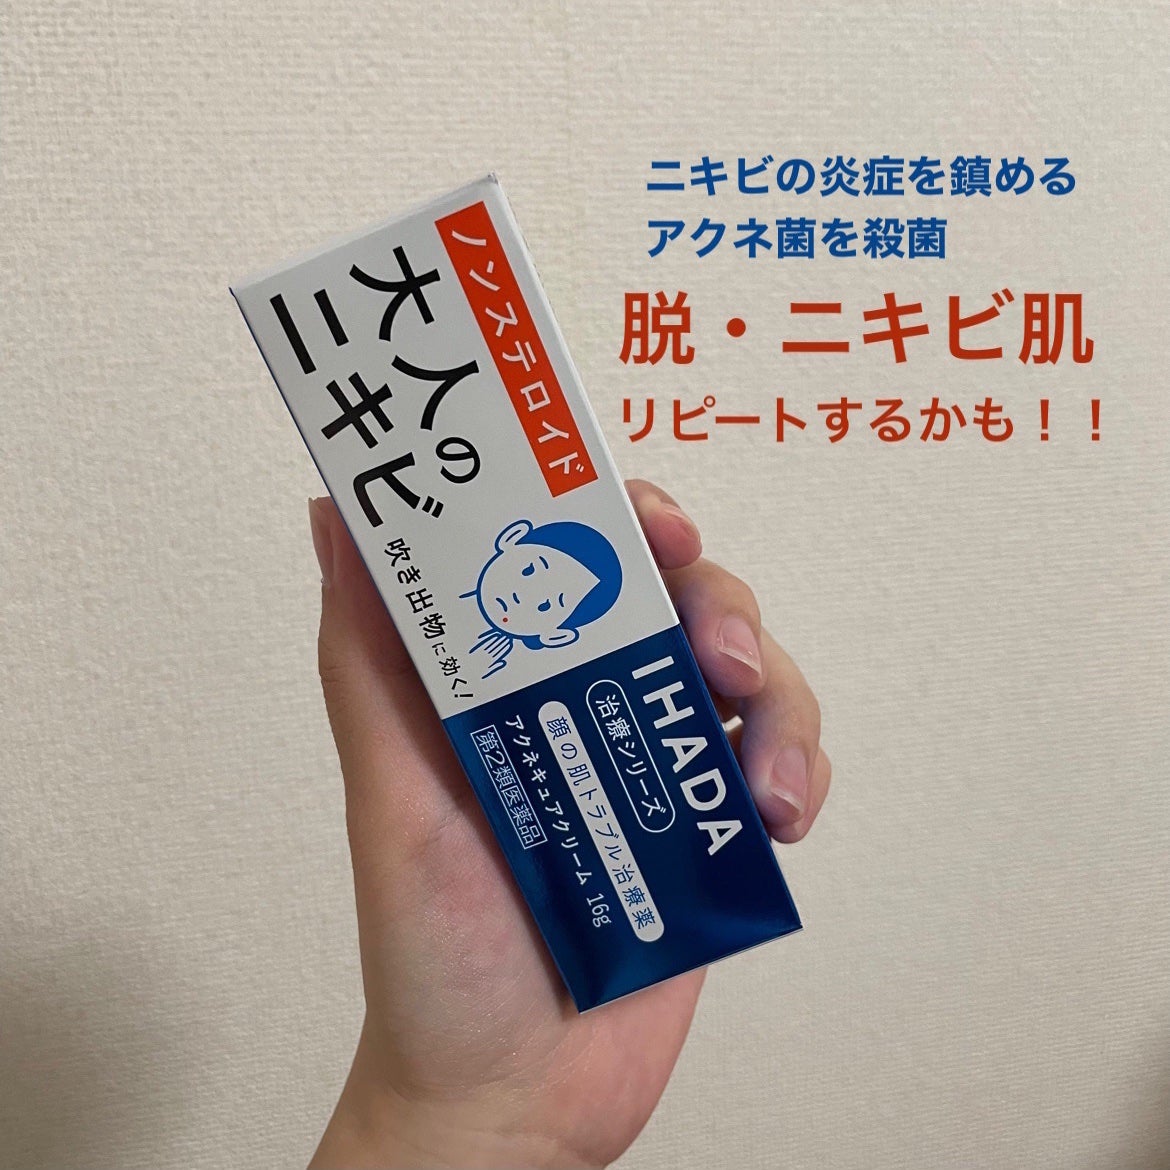 ニキビの炎症を鎮める
アクネ菌を殺菌
脱・ニキビ肌
リピートするかも！！
ノンステロイド
大人の
ニキビ
吹き出物に効く！
IHADA
治療シリーズ
顔の肌トラブル治療薬
アクネキュアクリーム 16g
第2類医薬品